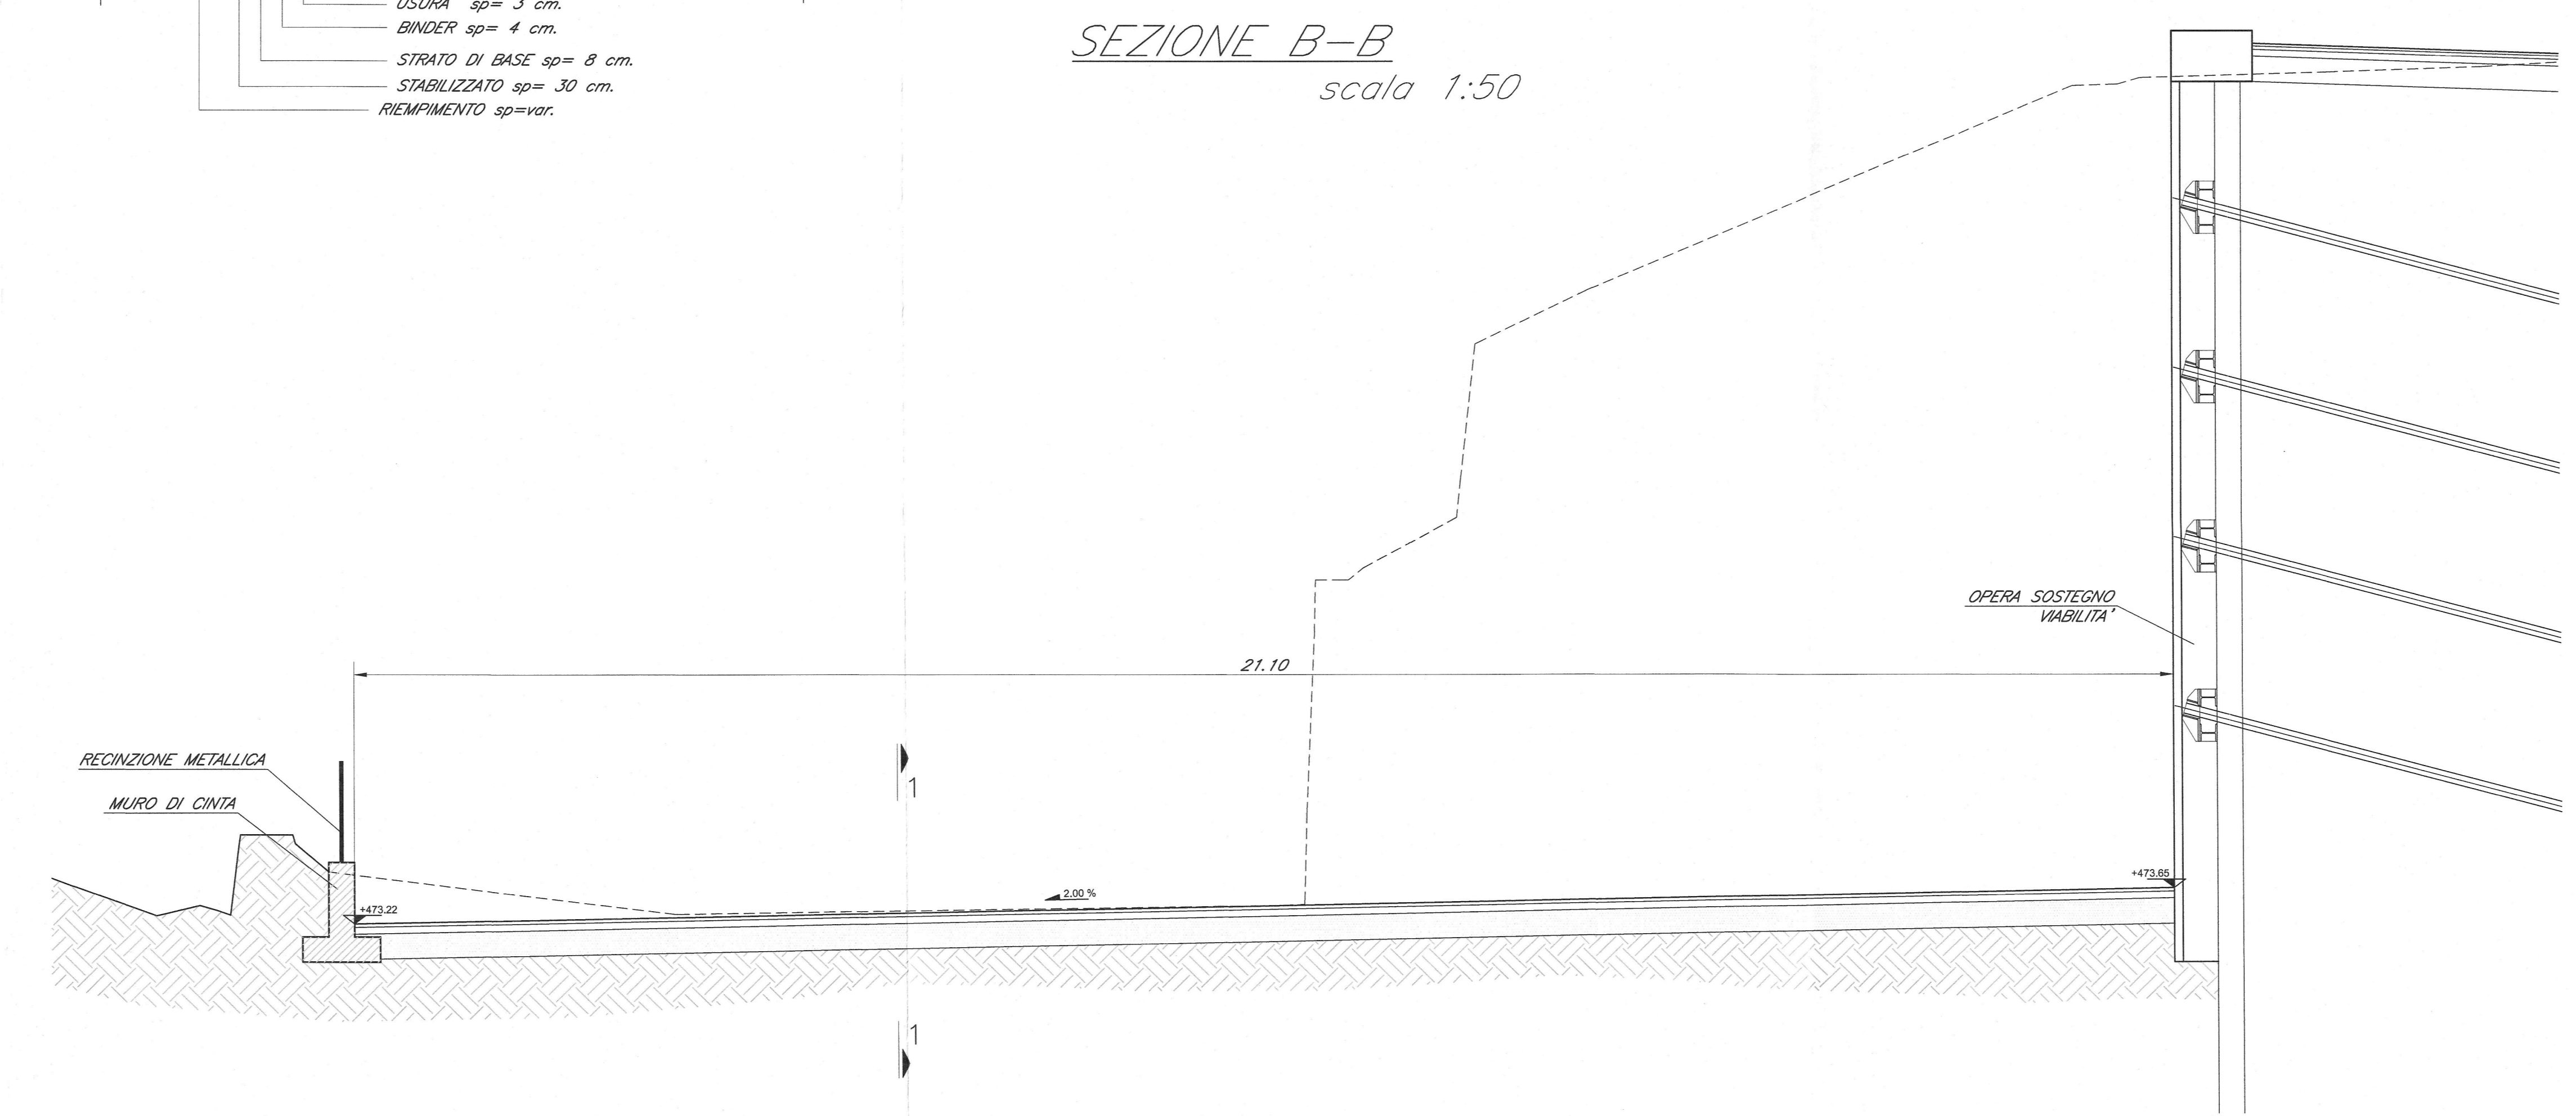 USURA sp= 3 cm.
BINDER sp= 4 cm.
STRATO DI BASE sp= 8 cm.
STABILIZZATO sp= 30 cm.
RIEMPIMENTO sp=var.
SEZIONE B-B
scala 1:50
OPERA SOSTEGNO
VIABILITA'
21.10
RECINZIONE METALLICA
MURO DI CINTA
1
+473.22
2.00 %
+473.65
1